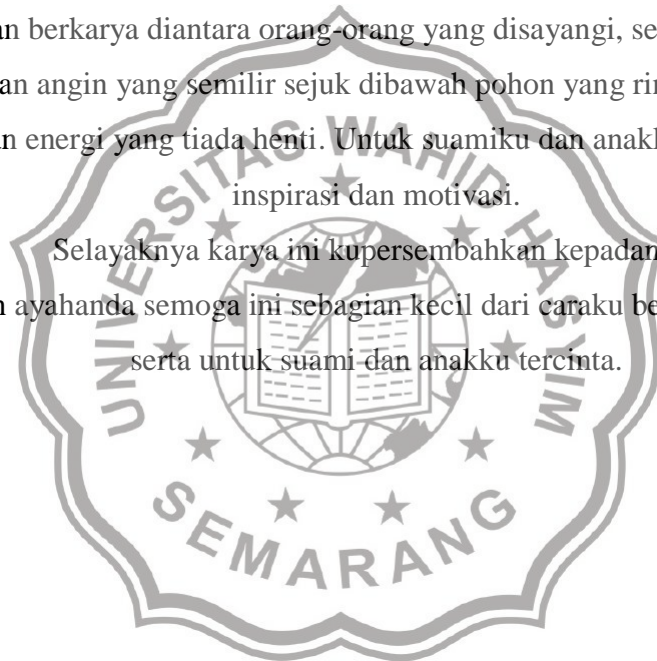 an berkarya diantara orang-orang yang disayangi, se
an angin yang semilir sejuk dibawah pohon yang rin
an energi yang tiada henti. Untuk suamiku dan anak
inspirasi dan motivasi.
Selayaknya karya ini kupersembahkan kepadan
ayahanda semoga ini sebagian kecil dari caraku be
serta untuk suami dan anakku tercinta.
UNIVERSITAS WAHID HASYIM
SEMARANG